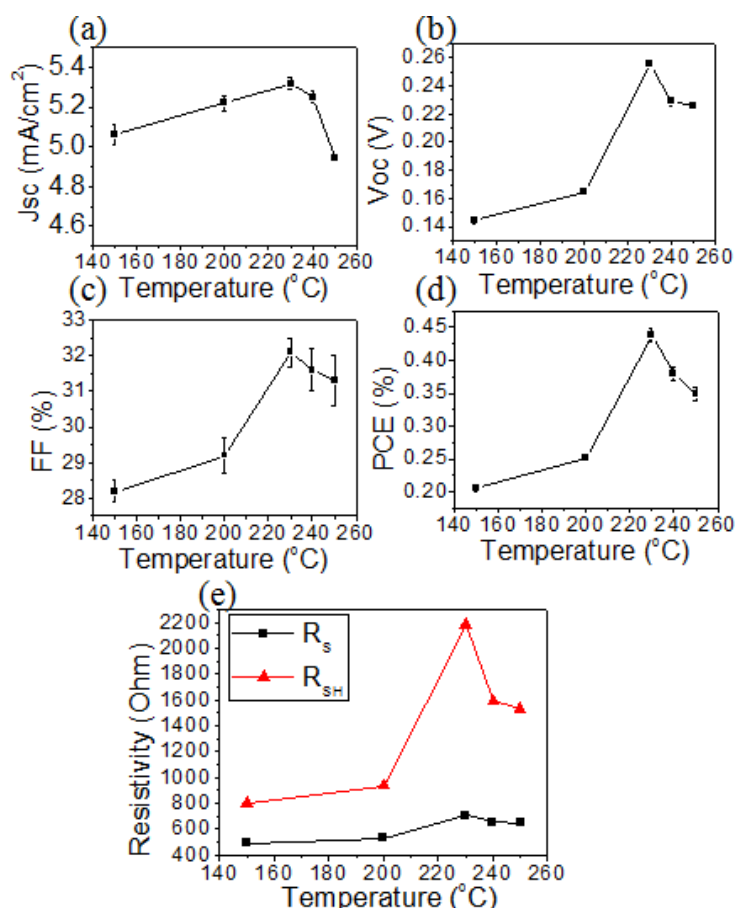 (a)
Jsc (mA/cm²)
5.4
5.2
5.0
4.8
4.6
140 160 180 200 220 240 260
Temperature (°C)
(b)
Voc (V)
0.26
0.24
0.22
0.20
0.18
0.16
0.14
140 160 180 200 220 240 260
Temperature (°C)
(c)
FF (%)
33
32
31
30
29
28
140 160 180 200 220 240 260
Temperature (°C)
(d)
PCE (%)
0.45
0.40
0.35
0.30
0.25
0.20
140 160 180 200 220 240 260
Temperature (°C)
(e)
Resistivity (Ohm)
2200
2000
1800
1600
1400
1200
1000
800
600
400
Rs
RSH
140 160 180 200 220 240 260
Temperature (°C)